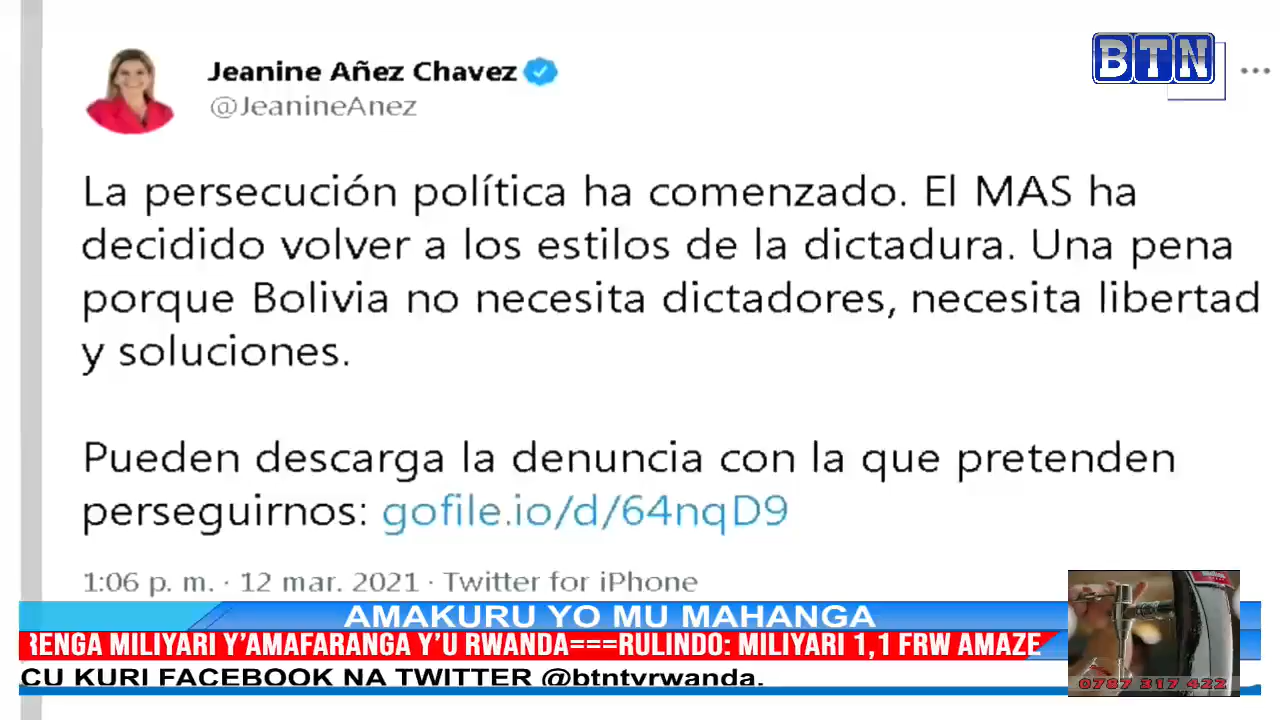 Jeanine Añez Chavez
@JeanineAnez
BTN
La persecución política ha comenzado. El MAS ha
decidido volver a los estilos de la dictadura. Una pena
porque Bolivia no necesita dictadores, necesita libertad
y soluciones.
Pueden descarga la denuncia con la que pretenden
perseguirnos: gofile.io/d/64nqD9
1:06 p. m. · 12 mar. 2021 · Twitter for iPhone
AMAKURU YO MU MAHANGA
RENGA MILIYARI Y'AMAFARANGA Y'U RWANDA===RULINDO: MILIYARI 1,1 FRW AMAZE
CU KURI FACEBOOK NA TWITTER @btntvrwanda.
0787 317 422